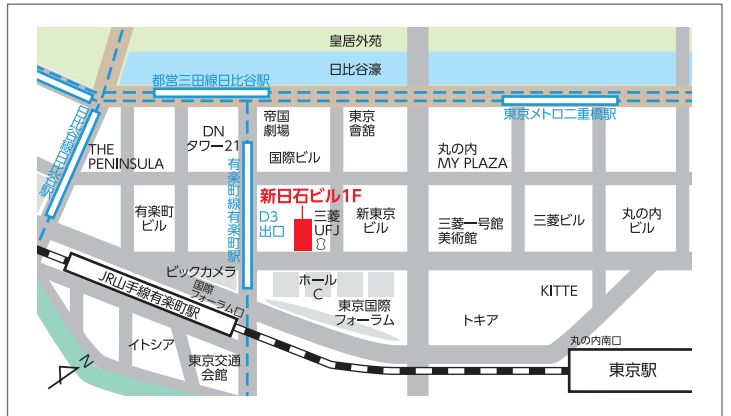 皇居外苑
日比谷濠
都営三田線日比谷駅
東京メトロ二重橋駅
日比谷線日比谷駅
THE
PENINSULA
DN
タワー21
帝国
劇場
国際ビル
東京
會館
丸の内
MY PLAZA
有楽町線有楽町駅
新日石ビル1F
有楽町
ビル
D3
出口
三菱
UFJ
新東京
ビル
三菱一号館
美術館
三菱ビル
丸の内
ビル
ビックカメラ
国際
フォーラム口
JR山手線有楽町駅
ホール
C
東京国際
フォーラム
トキア
KITTE
イトシア
東京交通
会館
丸の内南口
東京駅
N